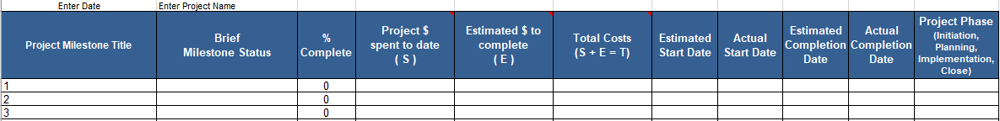 Enter Date Enter Project Name
Project Milestone Title
Brief
Milestone Status
%
Complete
Project $
spent to date
( S )
Estimated $ to
complete
( E )
Total Costs
(S + E = T)
Estimated
Start Date
Actual
Start Date
Estimated
Completion
Date
Actual
Completion
Date
Project Phase
(Initiation,
Planning,
Implementation,
Close)
1 0
2 0
3 0